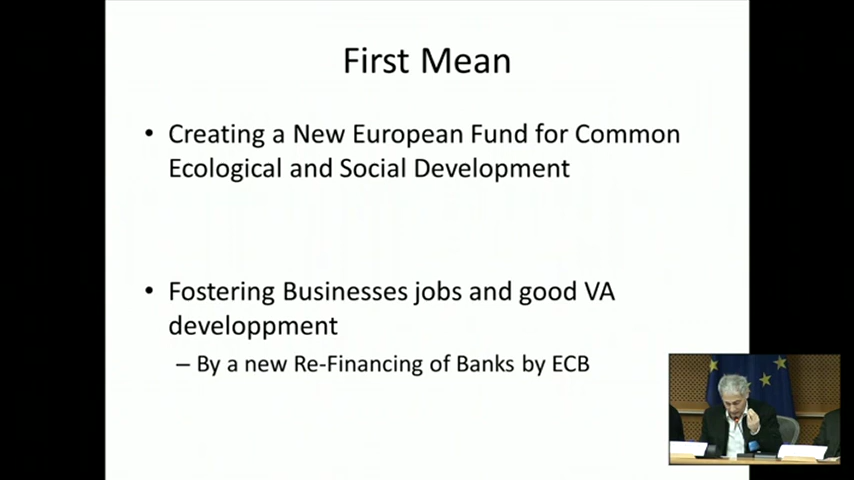 First Mean
• Creating a New European Fund for Common
Ecological and Social Development
• Fostering Businesses jobs and good VA
developpment
– By a new Re-Financing of Banks by ECB